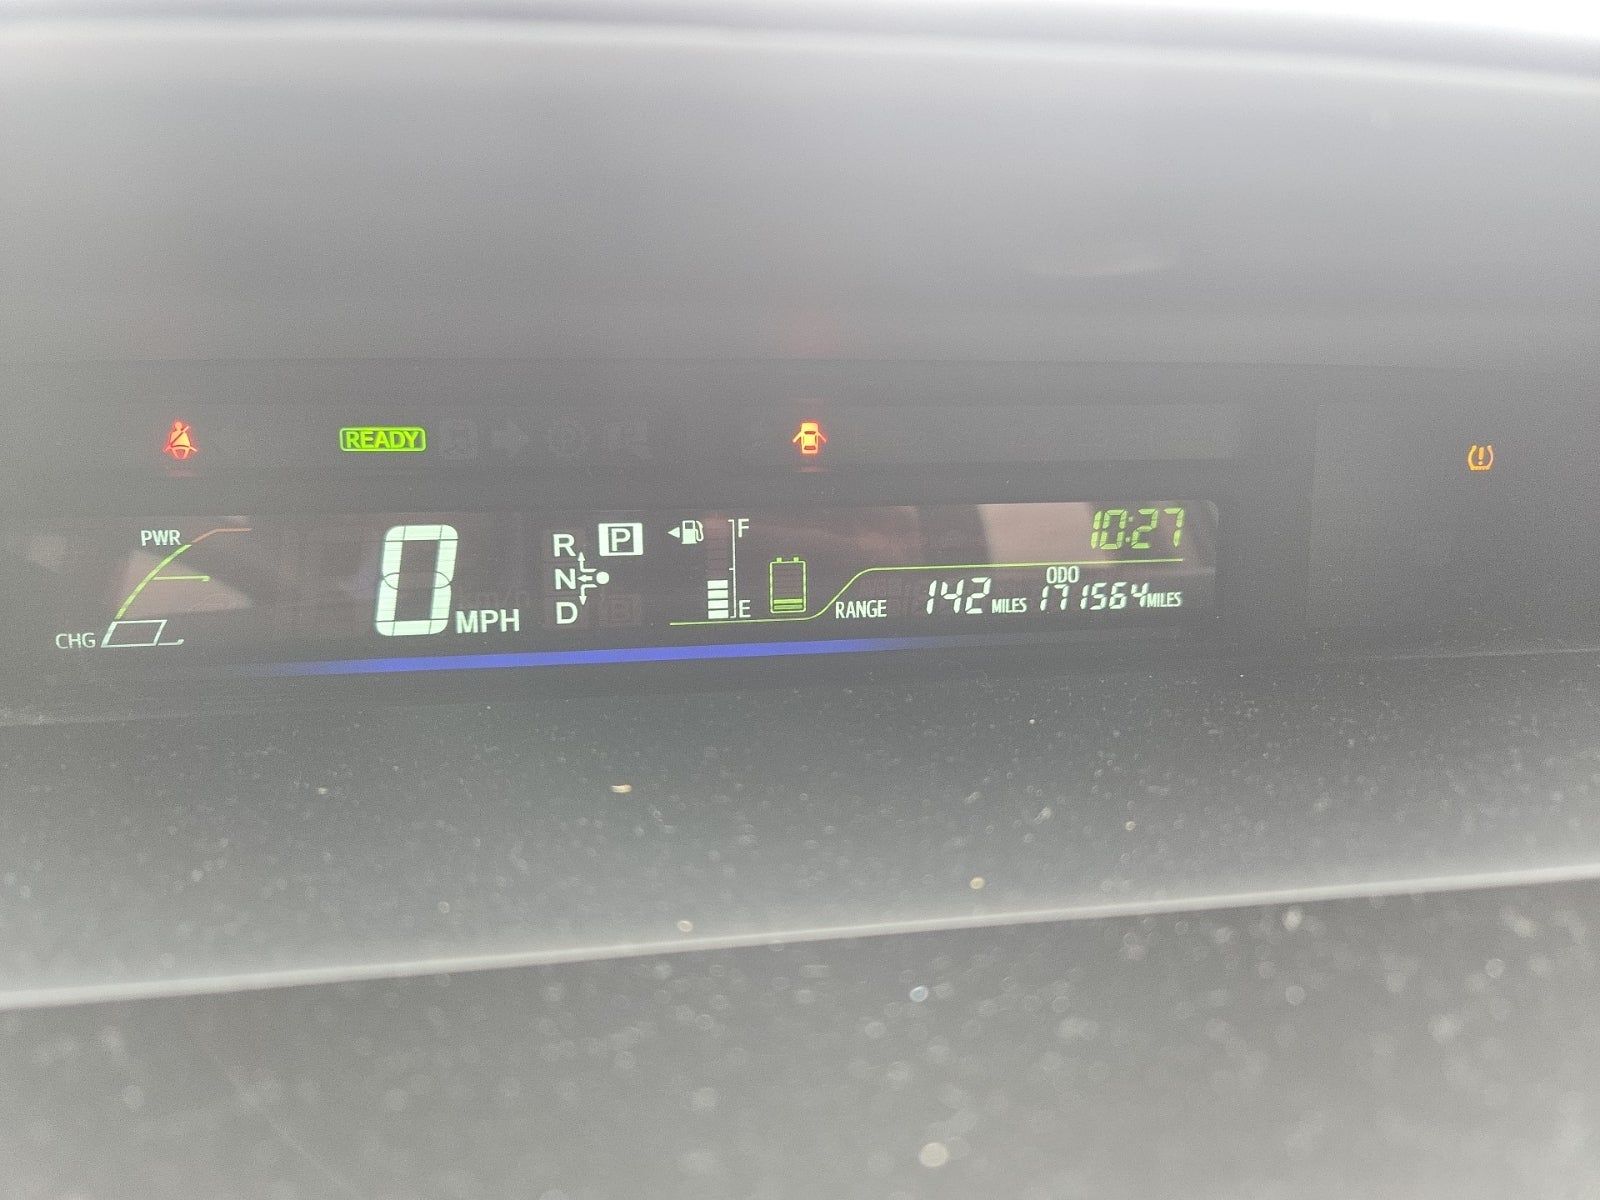 READY
PWR
CHG
0 MPH
R P
N
D
F
E
10:27
RANGE 142 MILES
ODO
171564 MILES